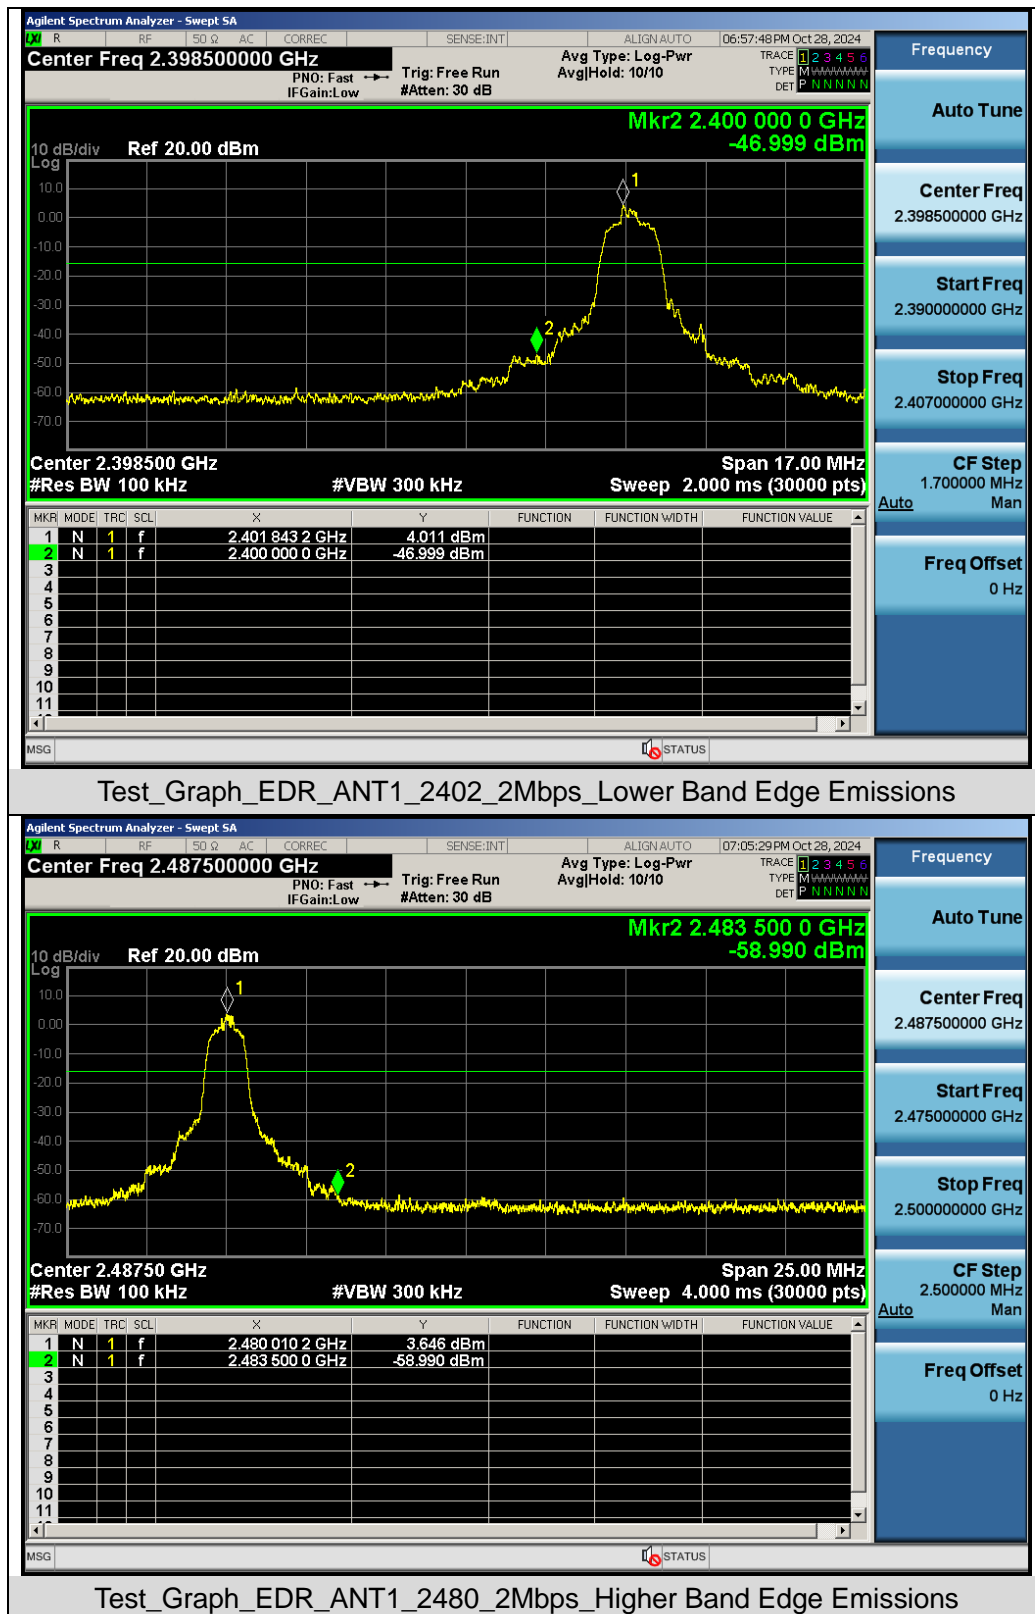 Agilent Spectrum Analyzer - Swept SA
LXI R RF 50 Ω AC CORREC SENSE:INT ALIGN AUTO 06:57:48 PM Oct 28, 2024
Center Freq 2.398500000 GHz
PNO: Fast Trig: Free Run Avg Type: Log-Pwr TRACE 1 2 3 4 5 6
IFGain:Low #Atten: 30 dB Avg|Hold: 10/10 TYPE M
DET P N N N N N
Mkr2 2.400 000 0 GHz
-46.999 dBm
10 dB/div Ref 20.00 dBm
Log
10.0
0.00
-10.0
-20.0
-30.0
-40.0
-50.0
-60.0
-70.0
1
2
Center 2.398500 GHz Span 17.00 MHz
#Res BW 100 kHz #VBW 300 kHz Sweep 2.000 ms (30000 pts)
MKR MODE TRC SCL X Y FUNCTION FUNCTION WIDTH FUNCTION VALUE
1 N 1 f 2.401 843 2 GHz 4.011 dBm
2 N 1 f 2.400 000 0 GHz -46.999 dBm
3
4
5
6
7
8
9
10
11
MSG STATUS
Frequency
Auto Tune
Center Freq
2.398500000 GHz
Start Freq
2.390000000 GHz
Stop Freq
2.407000000 GHz
CF Step
1.700000 MHz
Auto Man
Freq Offset
0 Hz
Test_Graph_EDR_ANT1_2402_2Mbps_Lower Band Edge Emissions
Agilent Spectrum Analyzer - Swept SA
LXI R RF 50 Ω AC CORREC SENSE:INT ALIGN AUTO 07:05:29 PM Oct 28, 2024
Center Freq 2.487500000 GHz
PNO: Fast Trig: Free Run Avg Type: Log-Pwr TRACE 1 2 3 4 5 6
IFGain:Low #Atten: 30 dB Avg|Hold: 10/10 TYPE M
DET P N N N N N
Mkr2 2.483 500 0 GHz
-58.990 dBm
10 dB/div Ref 20.00 dBm
Log
10.0
0.00
-10.0
-20.0
-30.0
-40.0
-50.0
-60.0
-70.0
1
2
Center 2.48750 GHz Span 25.00 MHz
#Res BW 100 kHz #VBW 300 kHz Sweep 4.000 ms (30000 pts)
MKR MODE TRC SCL X Y FUNCTION FUNCTION WIDTH FUNCTION VALUE
1 N 1 f 2.480 010 2 GHz 3.646 dBm
2 N 1 f 2.483 500 0 GHz -58.990 dBm
3
4
5
6
7
8
9
10
11
MSG STATUS
Frequency
Auto Tune
Center Freq
2.487500000 GHz
Start Freq
2.475000000 GHz
Stop Freq
2.500000000 GHz
CF Step
2.500000 MHz
Auto Man
Freq Offset
0 Hz
Test_Graph_EDR_ANT1_2480_2Mbps_Higher Band Edge Emissions